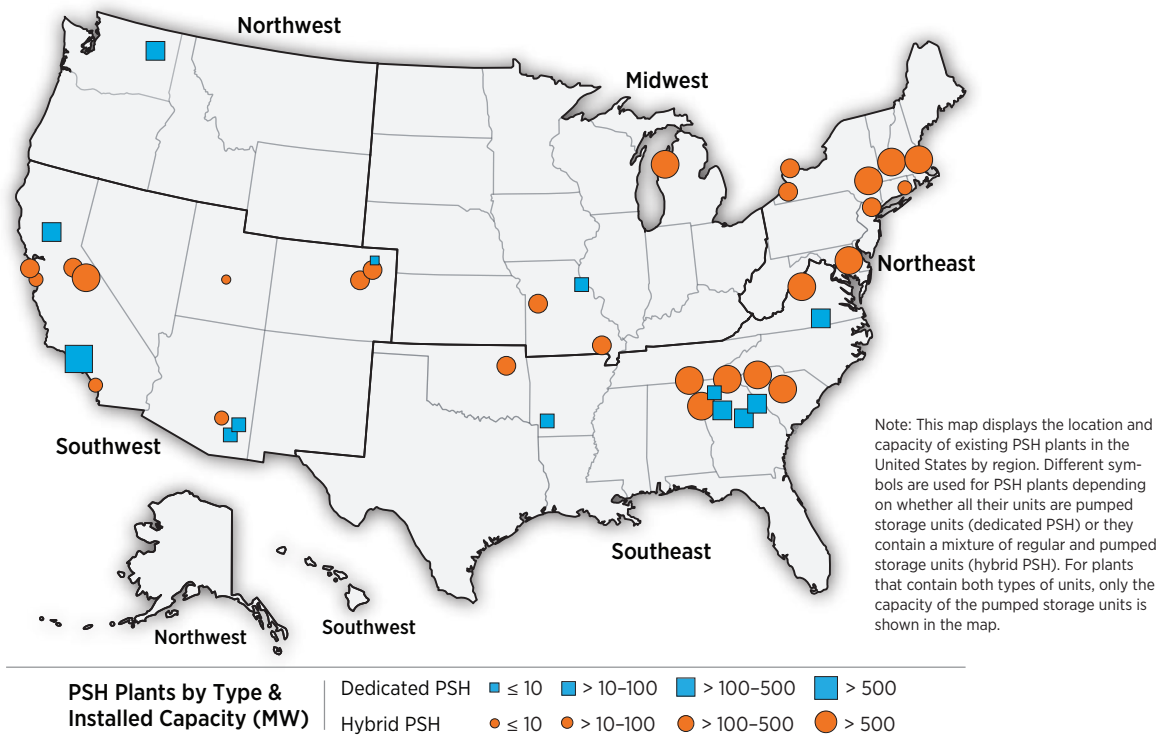 Northwest
Midwest
Northeast
Southwest
Southeast
Northwest
Southwest
Note: This map displays the location and
capacity of existing PSH plants in the
United States by region. Different sym-
bols are used for PSH plants depending
on whether all their units are pumped
storage units (dedicated PSH) or they
contain a mixture of regular and pumped
storage units (hybrid PSH). For plants
that contain both types of units, only the
capacity of the pumped storage units is
shown in the map.
PSH Plants by Type &
Installed Capacity (MW)
Dedicated PSH ≤ 10 > 10–100 > 100–500 > 500
Hybrid PSH ≤ 10 > 10–100 > 100–500 > 500